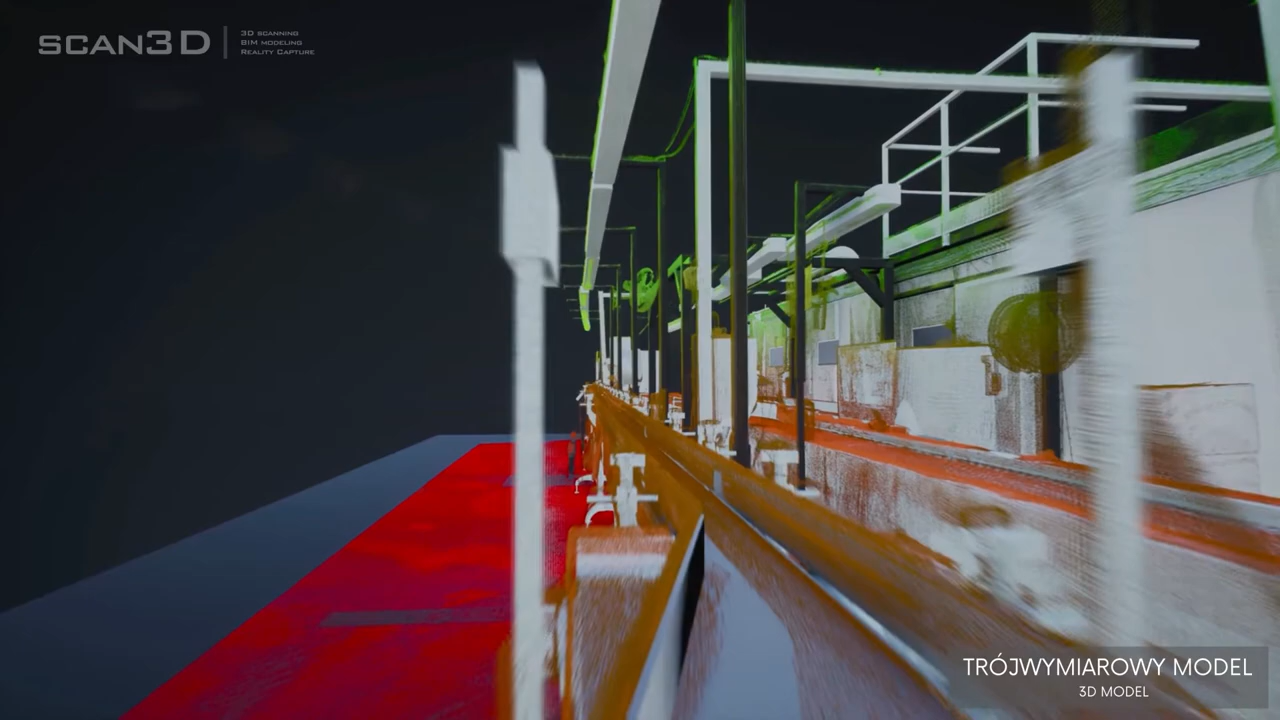 SCAN3D
3D scanning
BIM modeling
Reality Capture
TRÓJWYMIAROWY MODEL
3D MODEL